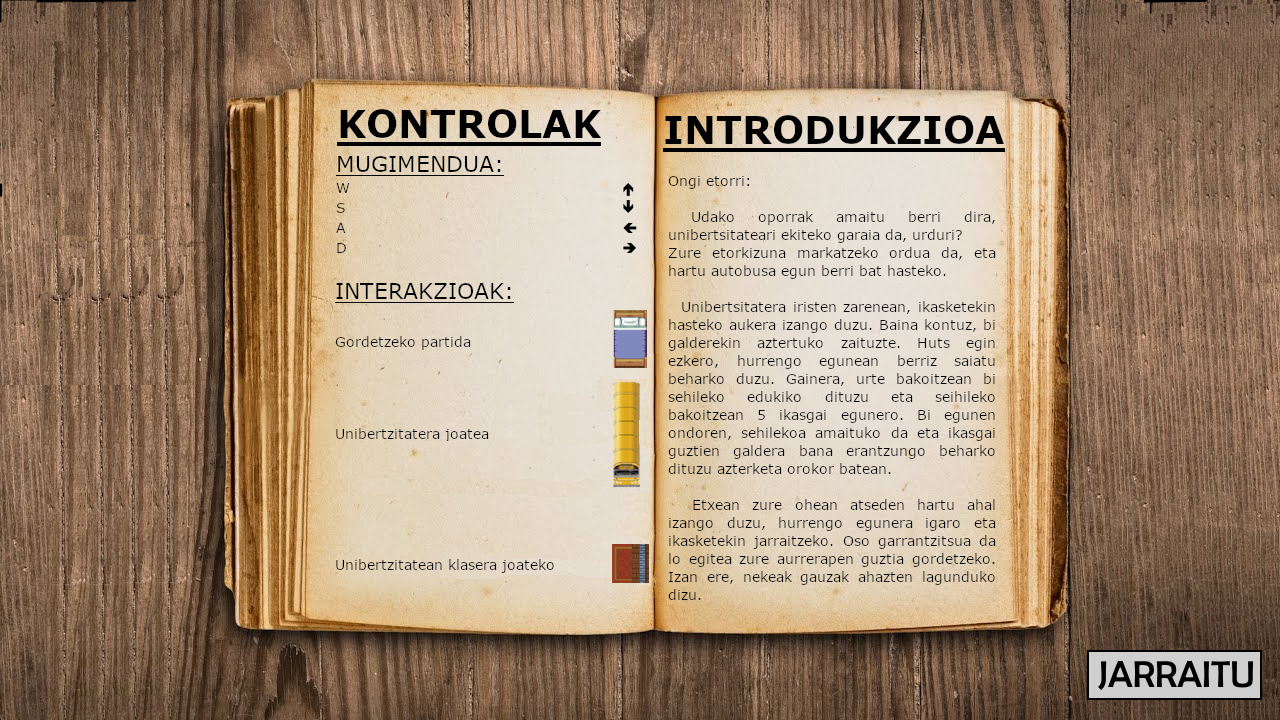 KONTROLAK
MUGIMENDUA:
W ↑
S ↓
A ←
D →
INTERAKZIOAK:
Gordetzeko partida
Unibertzitatera joatea
Unibertzitatean klasera joateko
INTRODUKZIOA
Ongi etorri:
Udako oporrak amaitu berri dira,
unibertsitateari ekiteko garaia da, urduri?
Zure etorkizuna markatzeko ordua da, eta
hartu autobusa egun berri bat hasteko.
Unibertsitatera iristen zarenean, ikasketekin
hasteko aukera izango duzu. Baina kontuz, bi
galderekin aztertuko zaituzte. Huts egin
ezkero, hurrengo egunean berriz saiatu
beharko duzu. Gainera, urte bakoitzean bi
sehileko edukiko dituzu eta seihileko
bakoitzean 5 ikasgai egunero. Bi egunen
ondoren, sehilekoa amaituko da eta ikasgai
guztien galdera bana erantzungo beharko
dituzu azterketa orokor batean.
Etxean zure ohean atseden hartu ahal
izango duzu, hurrengo egunera igaro eta
ikasketekin jarraitzeko. Oso garrantzitsua da
lo egitea zure aurrerapen guztia gordetzeko.
Izan ere, nekeak gauzak ahazten lagunduko
dizu.
JARRAITU